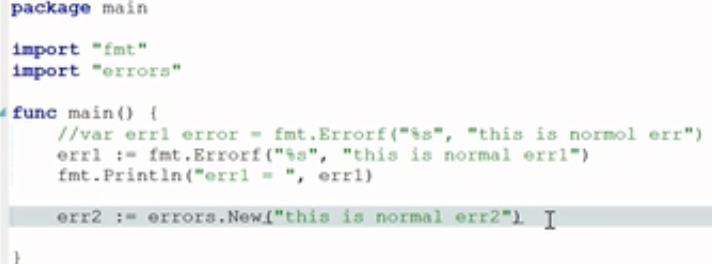 package main
import "fmt"
import "errors"
func main() {
//var err1 error = fmt.Errorf("%s", "this is normol err")
err1 := fmt.Errorf("%s", "this is normal err1")
fmt.Println("err1 = ", err1)
err2 := errors.New("this is normal err2")
}